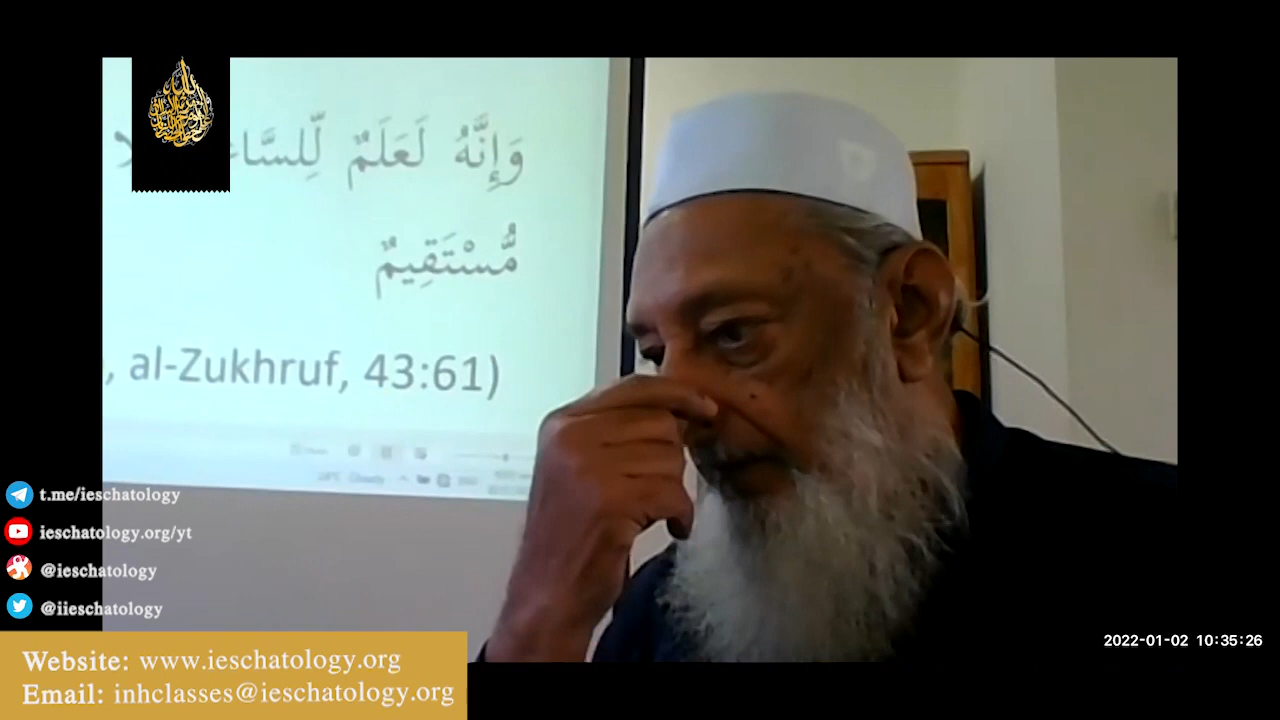 وَإِنَّهُ لَعَلَمٌ لِّلسَّاعَ
مُّسْتَقِيمٌ
, al-Zukhruf, 43:61)
t.me/ieschatology
ieschatology.org/yt
@ieschatology
@iieschatology
Website: www.ieschatology.org
Email: inhclasses@ieschatology.org
2022-01-02 10:35:26